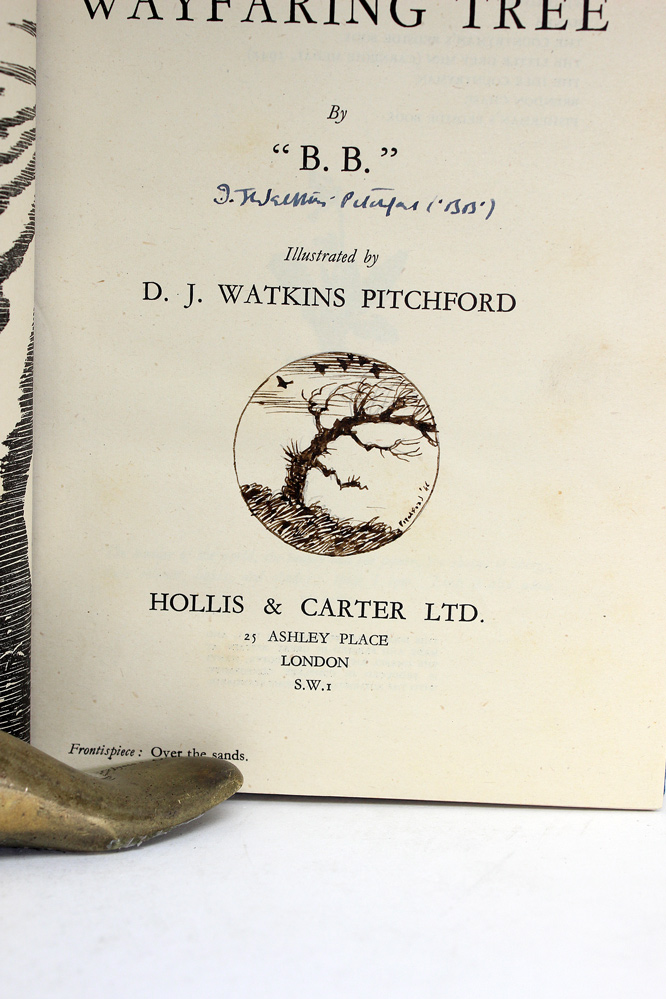 WAYFARING TREE
By
“B. B.”
D. J. Watkins-Pitchford ('BB')
Illustrated by
D. J. WATKINS PITCHFORD
HOLLIS & CARTER LTD.
25 ASHLEY PLACE
LONDON
S.W.1
Frontispiece: Over the sands.